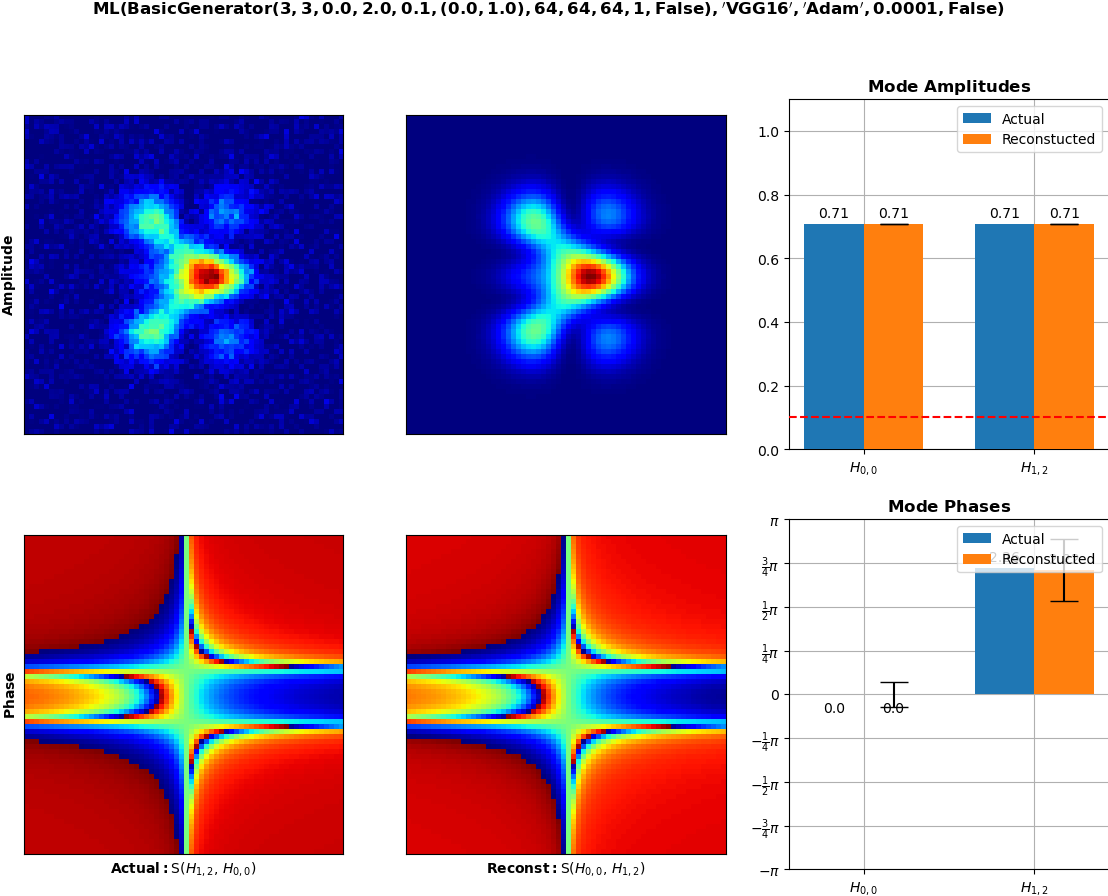 ML(BasicGenerator(3, 3, 0.0, 2.0, 0.1, (0.0, 1.0), 64, 64, 64, 1, False), ′VGG16′, ′Adam′, 0.0001, False)
Amplitude
Mode Amplitudes
Actual
Reconstucted
1.0
0.8
0.6
0.4
0.2
0.0
0.71
0.71
0.71
0.71
H0, 0
H1, 2
Phase
Actual: S(H1, 2, H0, 0)
Reconst: S(H0, 0, H1, 2)
Mode Phases
Actual
Reconstucted
π
3/4π
1/2π
1/4π
0
−1/4π
−1/2π
−3/4π
−π
0.0
0.0
H0, 0
H1, 2